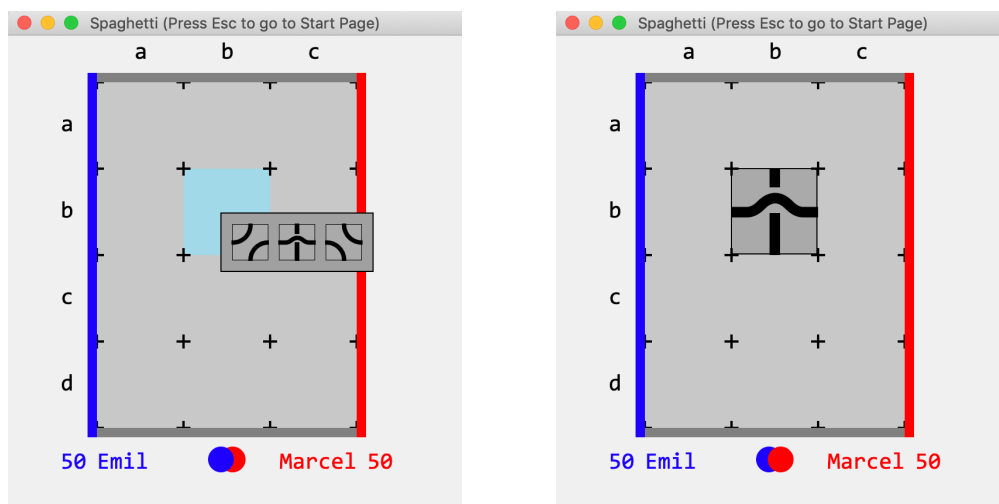 Spaghetti (Press Esc to go to Start Page)
a b c
a
b
c
d
50 Emil Marcel 50
Spaghetti (Press Esc to go to Start Page)
a b c
a
b
c
d
50 Emil Marcel 50